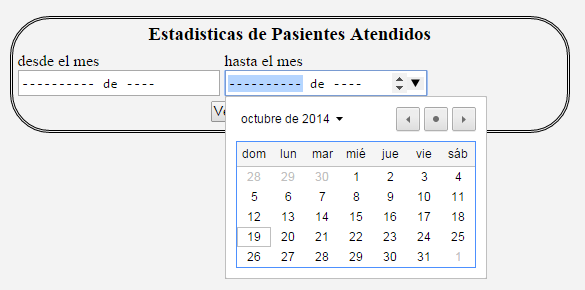 Estadisticas de Pasientes Atendidos
desde el mes hasta el mes
---------- de ---- ---------- de ----
octubre de 2014
dom lun mar mié jue vie sáb
28 29 30 1 2 3 4
5 6 7 8 9 10 11
12 13 14 15 16 17 18
19 20 21 22 23 24 25
26 27 28 29 30 31 1